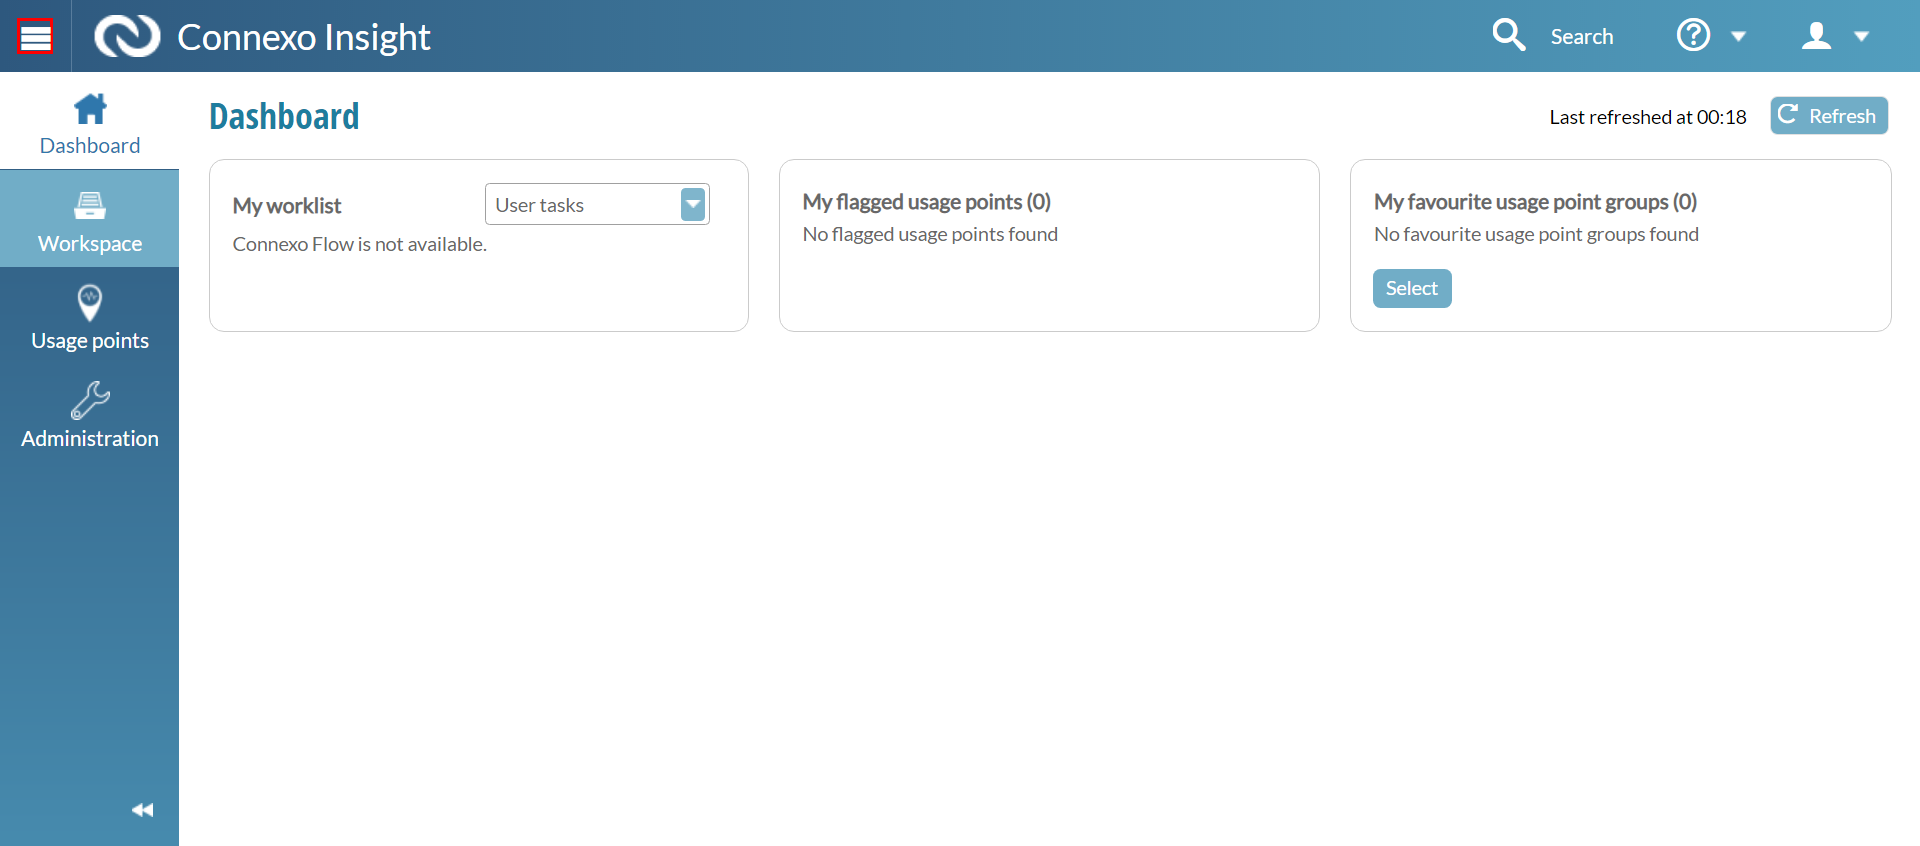 Connexo Insight
Search
Dashboard
Workspace
Usage points
Administration
Dashboard
Last refreshed at 00:18
Refresh
My worklist
User tasks
Connexo Flow is not available.
My flagged usage points (0)
No flagged usage points found
My favourite usage point groups (0)
No favourite usage point groups found
Select